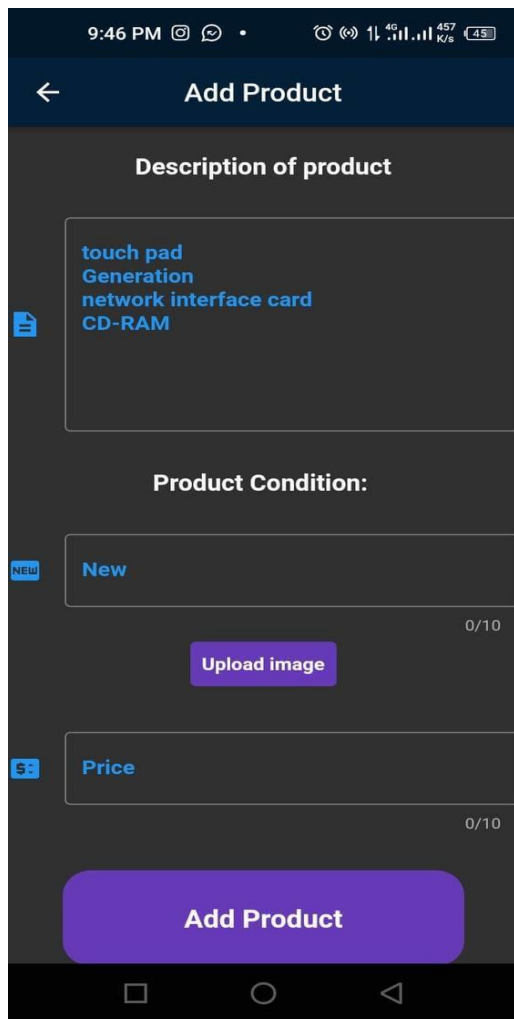 9:46 PM
4G
457
K/s
45
Add Product
Description of product
touch pad
Generation
network interface card
CD-RAM
Product Condition:
NEW
New
0/10
Upload image
$
Price
0/10
Add Product